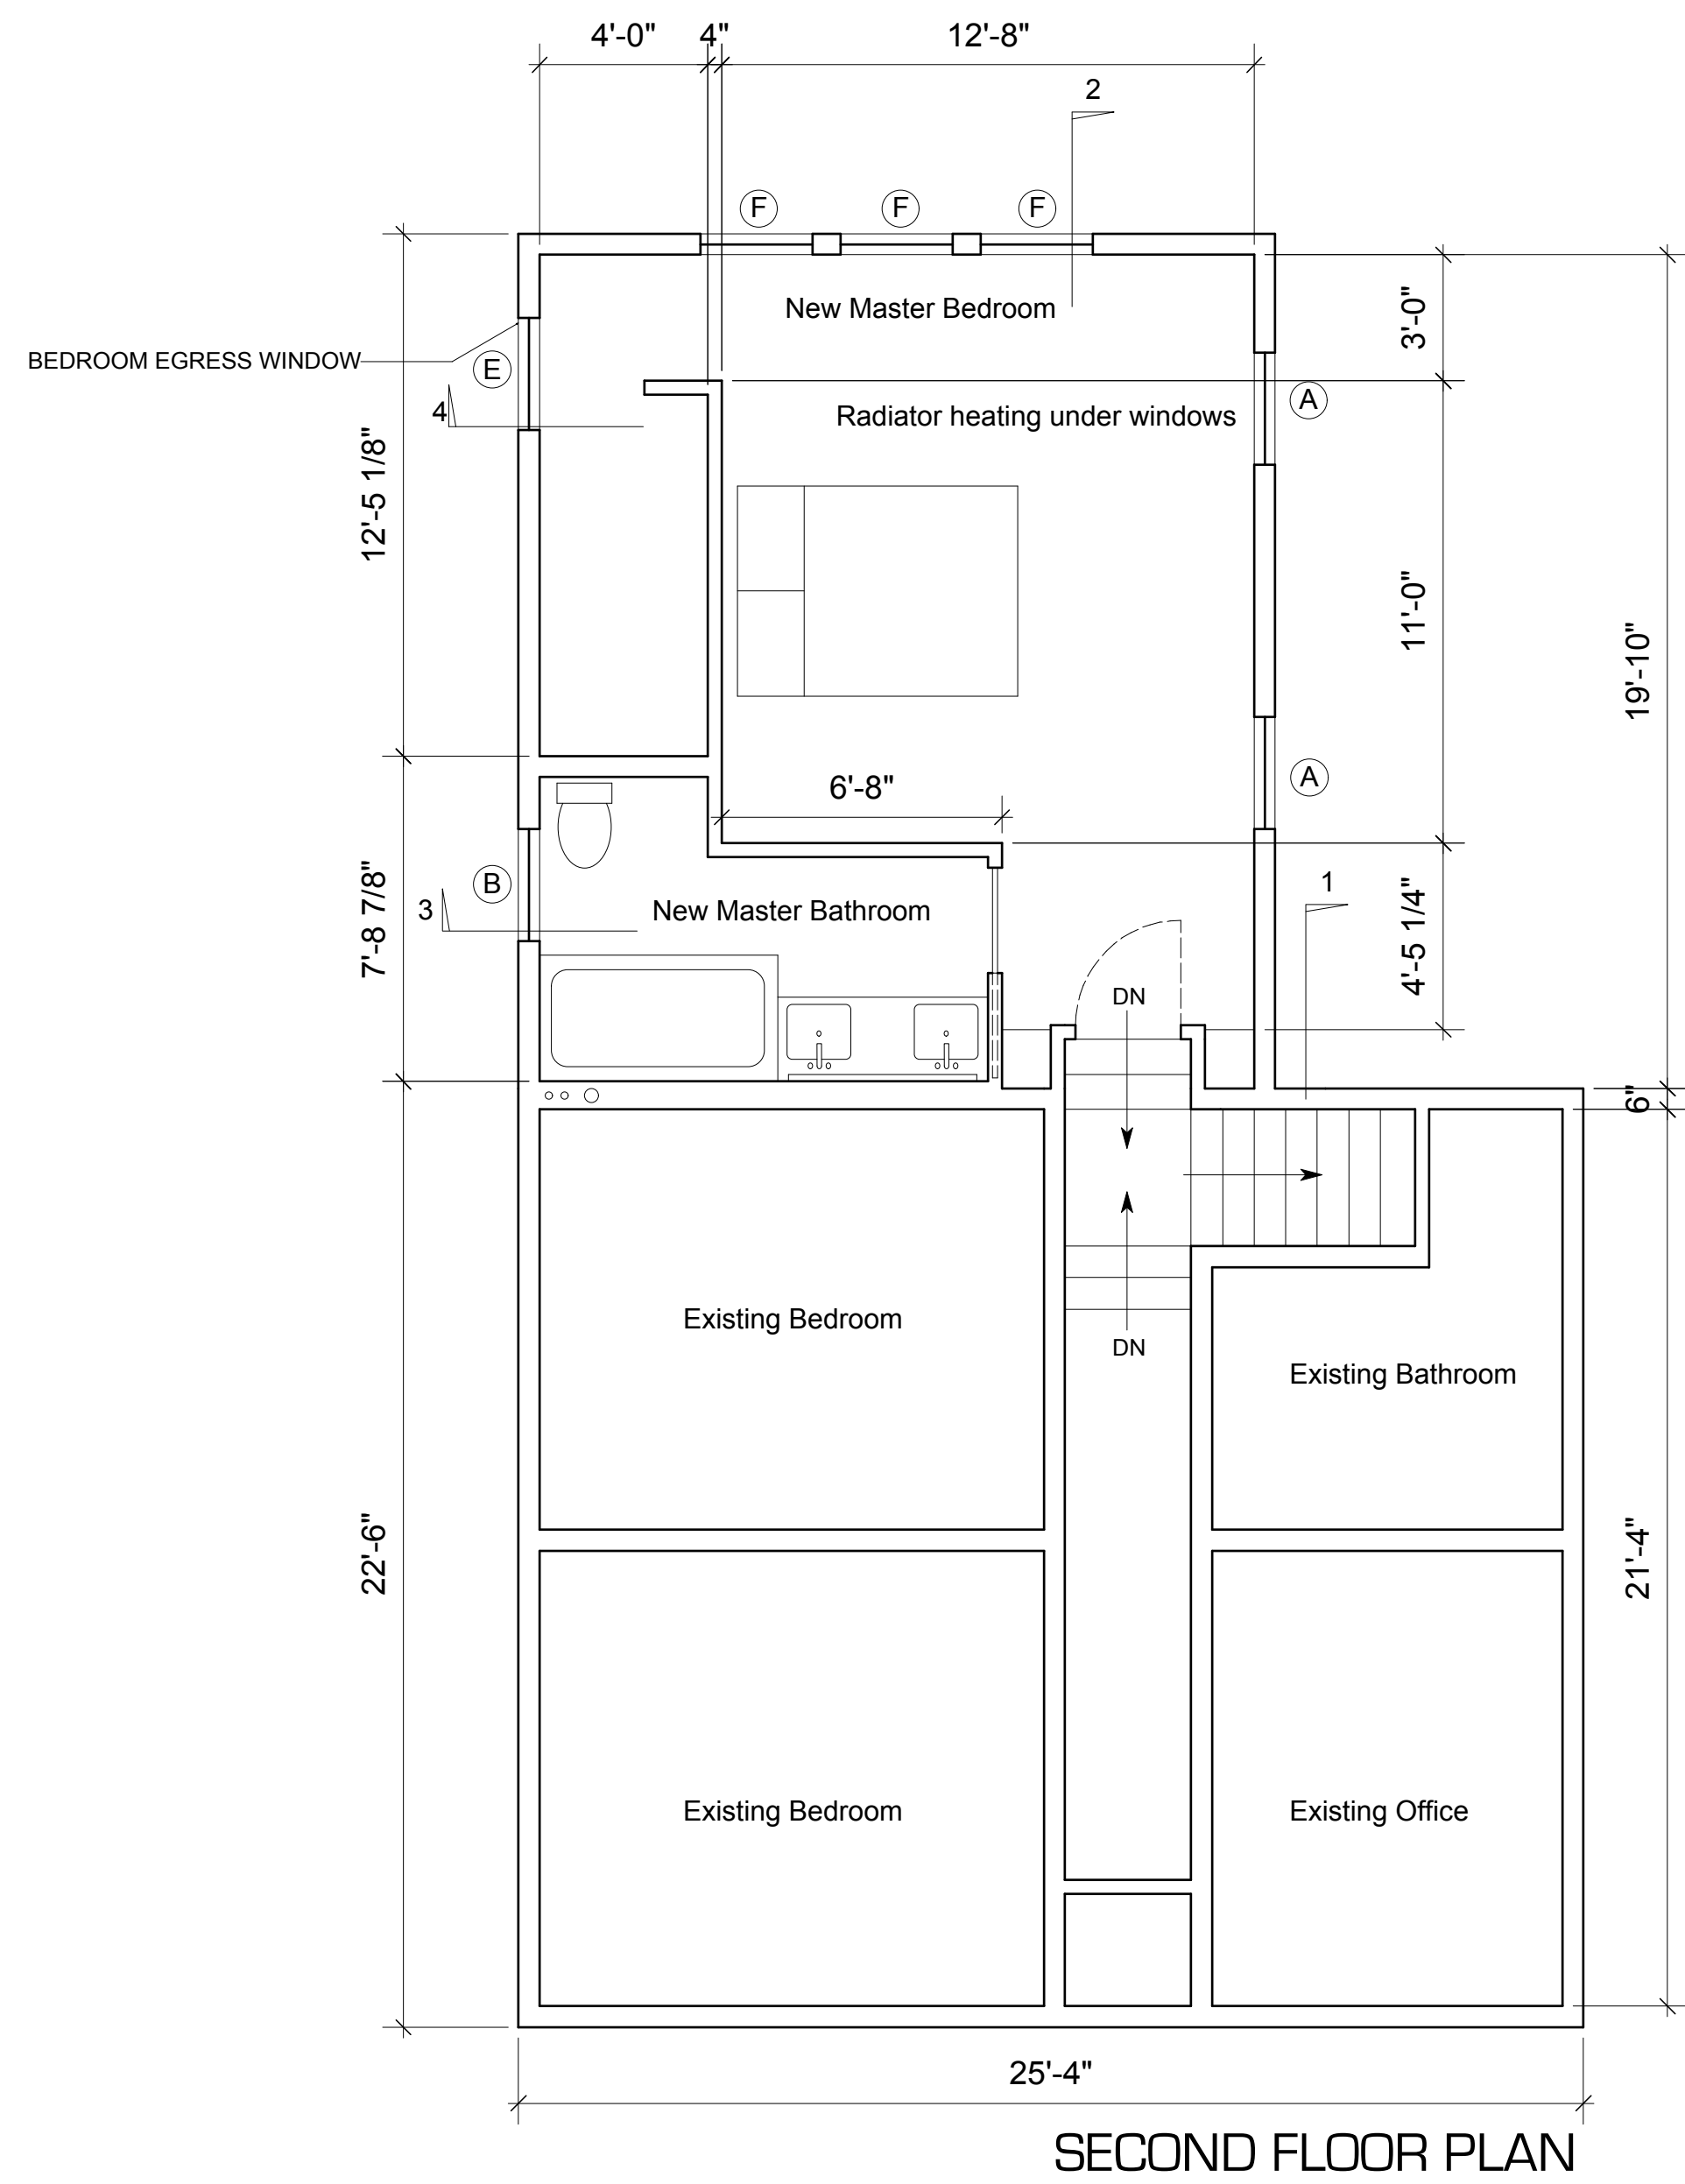 4'-0" 4" 12'-8"
2
F F F
New Master Bedroom
3'-0"
BEDROOM EGRESS WINDOW
E
A
4
Radiator heating under windows
12'-5 1/8"
11'-0"
19'-10"
A
6'-8"
B
1
3
New Master Bathroom
7'-8 7/8"
4'-5 1/4"
DN
6"
Existing Bedroom
DN
Existing Bathroom
22'-6"
21'-4"
Existing Bedroom
Existing Office
25'-4"
SECOND FLOOR PLAN